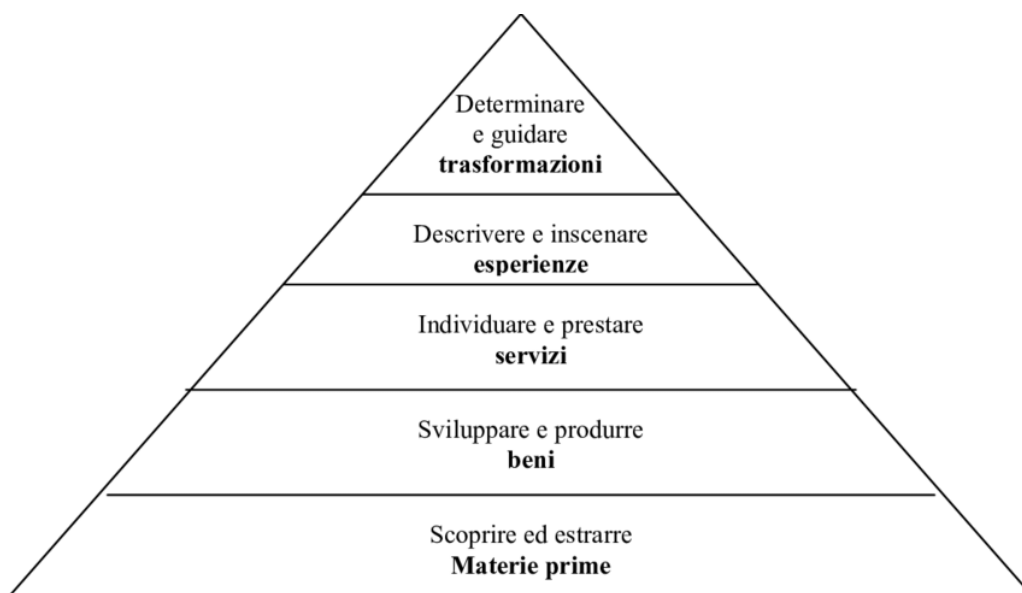 Determinare
e guidare
trasformazioni
Descrivere e inscenare
esperienze
Individuare e prestare
servizi
Sviluppare e produrre
beni
Scoprire ed estrarre
Materie prime